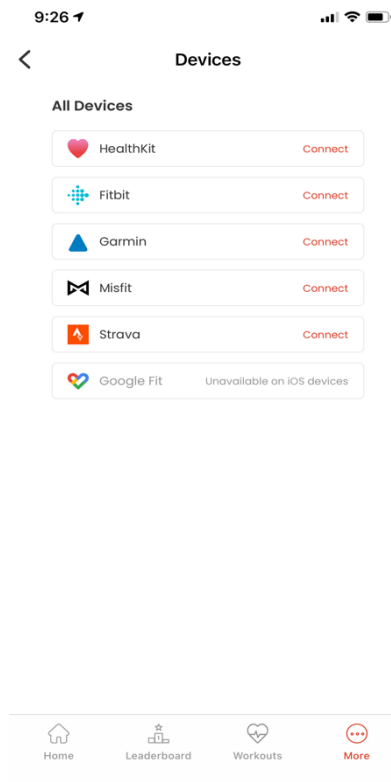 9:26
Devices
All Devices
HealthKit Connect
Fitbit Connect
Garmin Connect
Misfit Connect
Strava Connect
Google Fit Unavailable on iOS devices
Home Leaderboard Workouts More